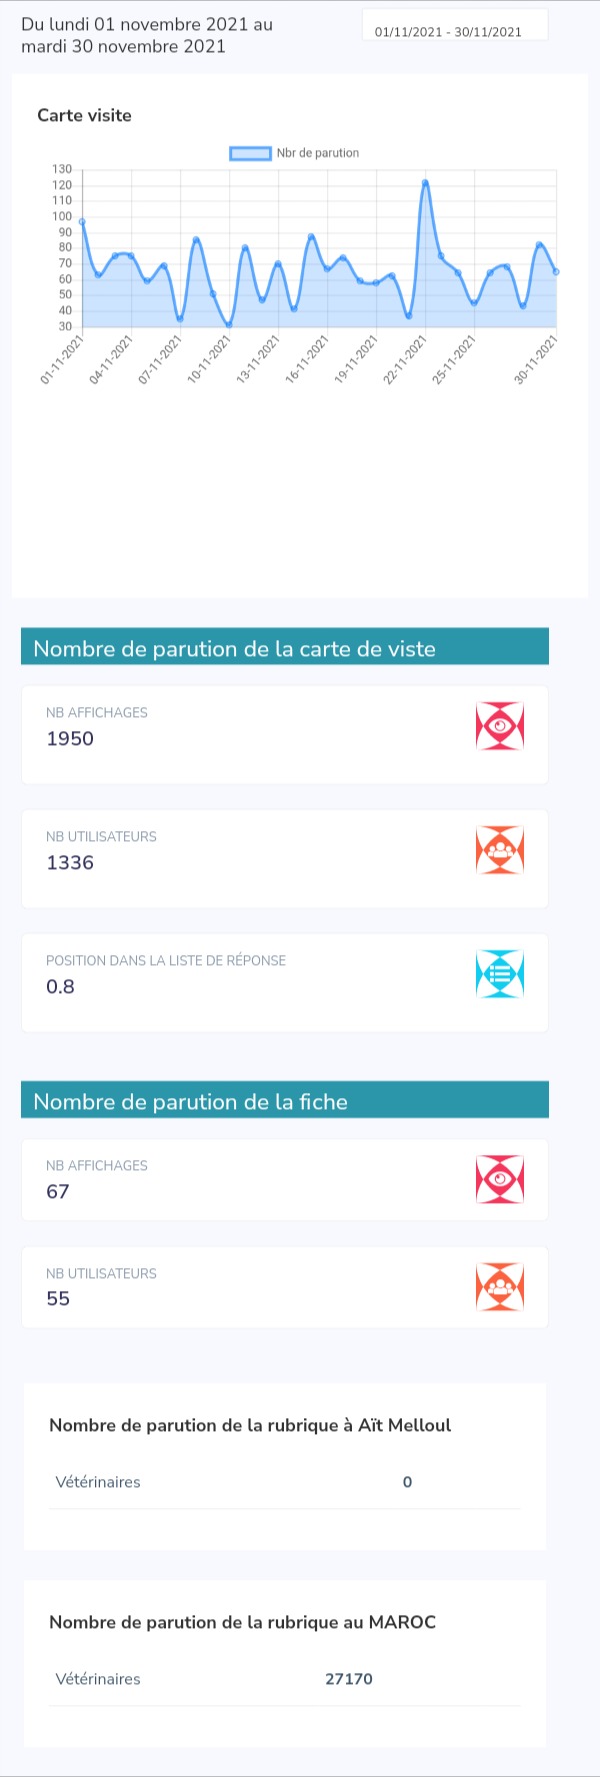 Du lundi 01 novembre 2021 au
mardi 30 novembre 2021
01/11/2021 - 30/11/2021
Carte visite
Nbr de parution
130
120
110
100
90
80
70
60
50
40
30
01-11-2021
04-11-2021
07-11-2021
10-11-2021
13-11-2021
16-11-2021
19-11-2021
22-11-2021
25-11-2021
30-11-2021
Nombre de parution de la carte de viste
NB AFFICHAGES
1950
NB UTILISATEURS
1336
POSITION DANS LA LISTE DE RÉPONSE
0.8
Nombre de parution de la fiche
NB AFFICHAGES
67
NB UTILISATEURS
55
Nombre de parution de la rubrique à Aït Melloul
Vétérinaires 0
Nombre de parution de la rubrique au MAROC
Vétérinaires 27170